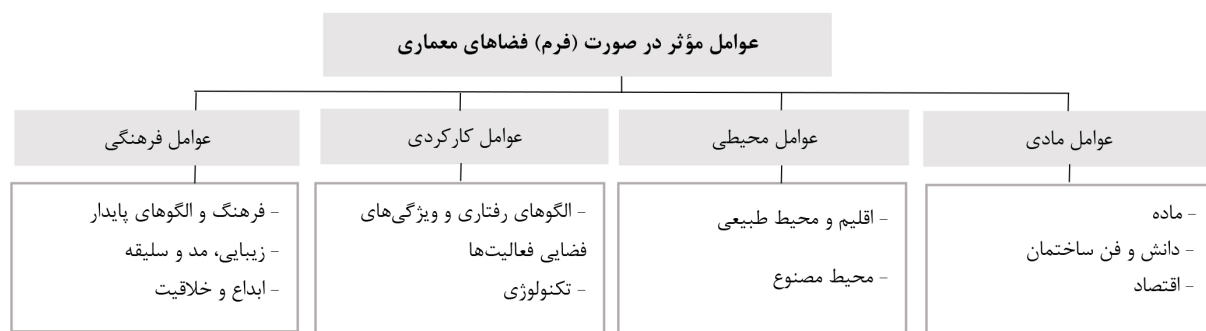 عوامل مؤثر در صورت (فرم) فضاهای معماری
عوامل مادی
- ماده
- دانش و فن ساختمان
- اقتصاد
عوامل محیطی
- اقلیم و محیط طبیعی
- محیط مصنوع
عوامل کارکردی
- الگوهای رفتاری و ویژگی‌های
فضایی فعالیت‌ها
- تکنولوژی
عوامل فرهنگی
- فرهنگ و الگوهای پایدار
- زیبایی، مد و سلیقه
- ابداع و خلاقیت